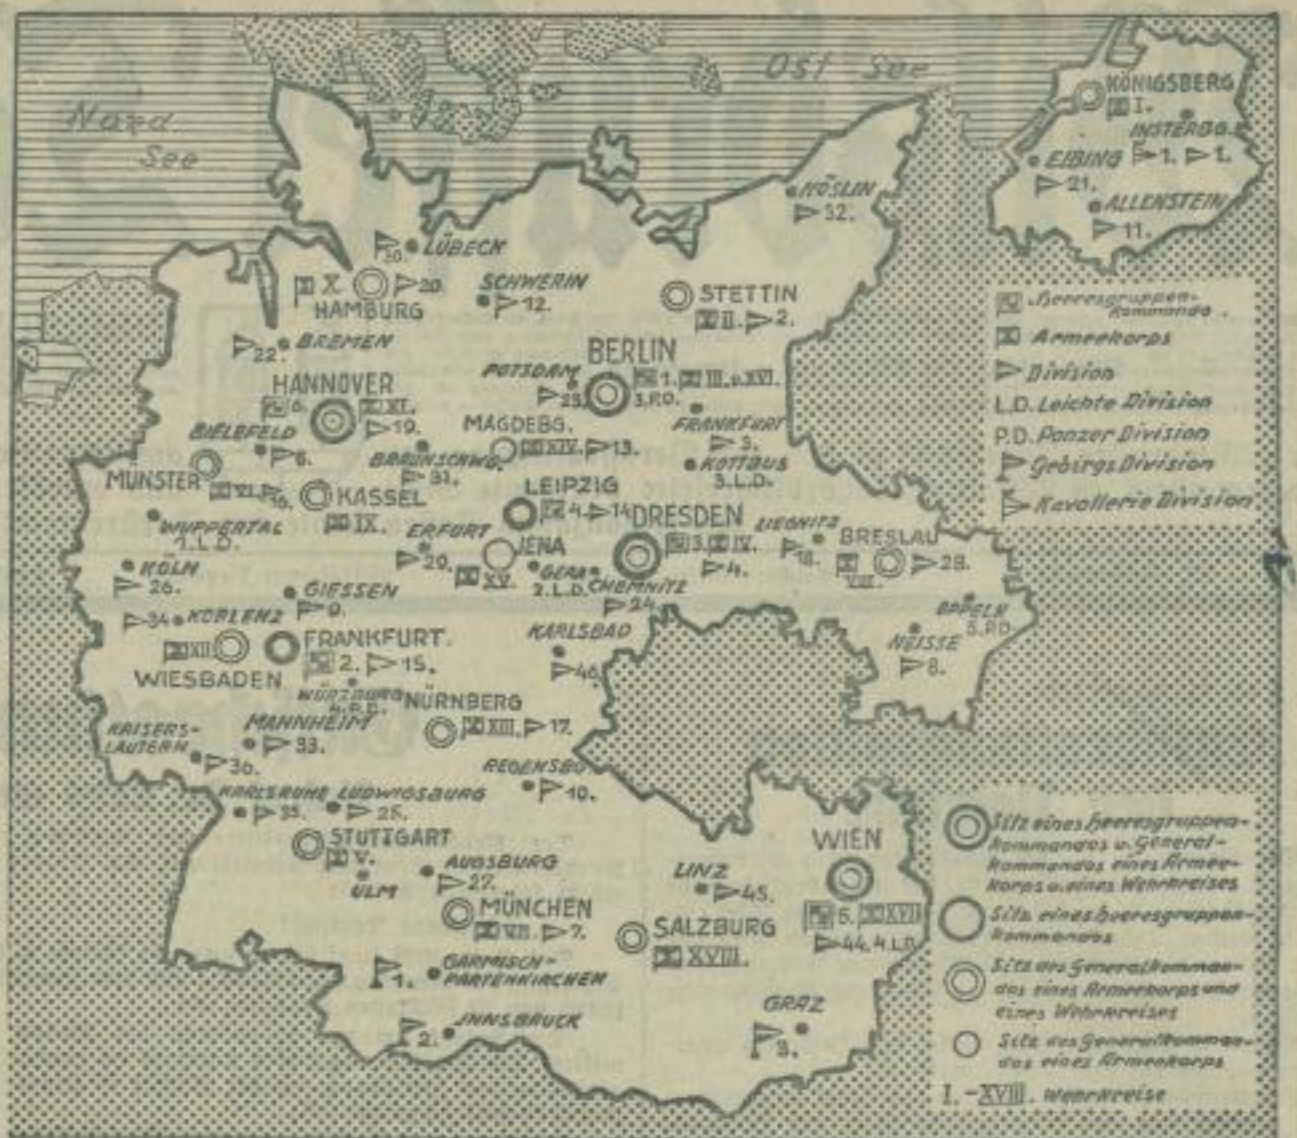 Nord
See
Ost See
KÖNIGSBERG
I.
INSTERBG.
1. 1.
ELBING
21.
ALLENSTEIN
11.
KÖSLIN
32.
30. LÜBECK
X. 20.
HAMBURG
SCHWERIN
12.
STETTIN
II. 2.
22. BREMEN
BERLIN
1. III. u. XVI.
3. P.D.
POTSDAM
23.
HANNOVER
6. XI.
19.
BIELEFELD
6.
MAGDEBG.
XIV. 13.
FRANKFURT
3.
BRAUNSCHWG.
31.
KOTTBUS
3. L.D.
MÜNSTER
VI. 16.
KASSEL
IX.
LEIPZIG
4. 14
DRESDEN
3. IV.
4.
LIEGNITZ
18.
BRESLAU
VIII. 28.
WUPPERTAL
1. L.D.
ERFURT
29.
JENA
XV.
GERA
2. L.D.
CHEMNITZ
24.
KÖLN
26.
GIESSEN
9.
OPPELN
5. P.D.
NEISSE
8.
34 KOBLENZ
XII
WIESBADEN
FRANKFURT.
2. 15.
KARLSBAD
46.
WÜRZBURG
4. P.D.
NÜRNBERG
XIII. 17.
KAISERS-
LAUTERN
36.
MANNHEIM
33.
REGENSBG.
10.
KARLSRUHE
35.
LUDWIGSBURG
25.
STUTTGART
V.
ULM
AUGSBURG
27.
MÜNCHEN
VII. 7.
LINZ
45.
WIEN
5. XVII
44. 4 L.D.
SALZBURG
XVIII.
1. GARMISCH-
PARTENKIRCHEN
2. INNSBRUCK
GRAZ
3.
Heeresgruppen-
kommando.
Armeekorps
Division
L.D. Leichte Division
P.D. Panzer Division
Gebirgs Division
Kavallerie Division
Sitz eines Heeresgruppen-
kommandos u. General-
kommandos eines Armee-
korps u. eines Wehrkreises
Sitz eines Heeresgruppen-
kommandos
Sitz des Generalkomman-
dos eines Armeekorps und
eines Wehrkreises
Sitz des Generalkomman-
dos eines Armeekorps
I. - XVIII. Wehrkreise